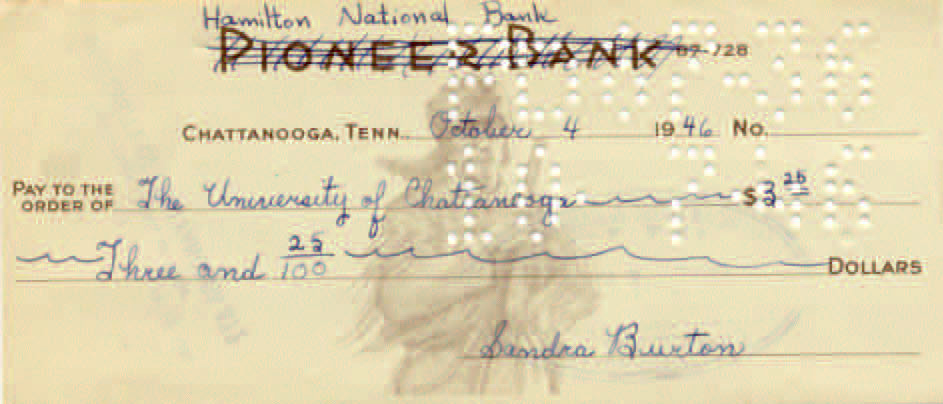 Hamilton National Bank
PIONEER BANK 87-728
CHATTANOOGA, TENN. October 4 1946 No.
PAY TO THE ORDER OF The University of Chattanooga $3 25
Three and 25/100 DOLLARS
Sandra Burton